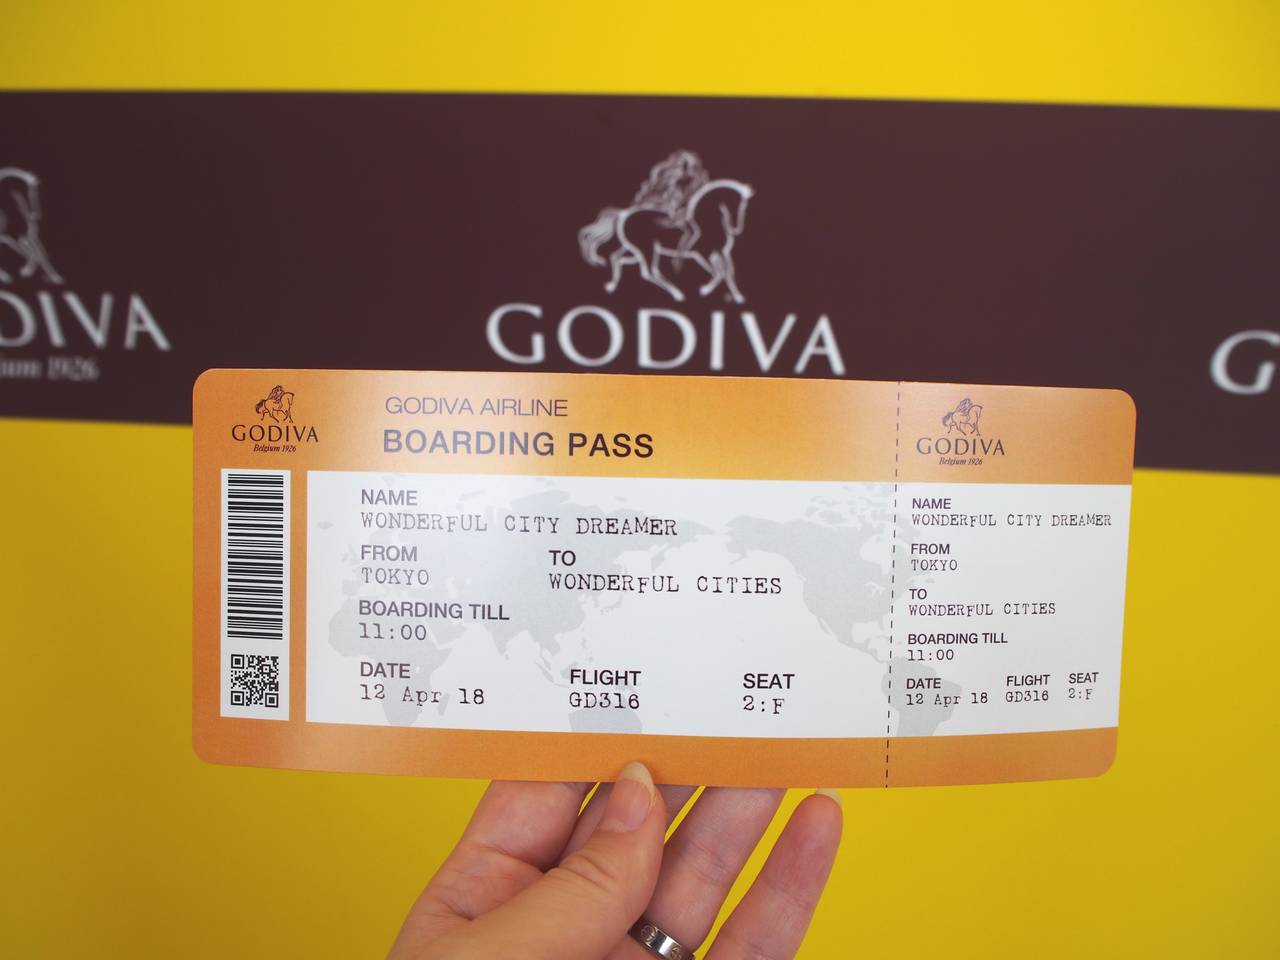 GODIVA
DIVA
1926
GODIVA
Belgium 1926
GODIVA AIRLINE
BOARDING PASS
NAME
WONDERFUL CITY DREAMER
FROM
TOKYO
TO
WONDERFUL CITIES
BOARDING TILL
11:00
DATE
12 Apr 18
FLIGHT
GD316
SEAT
2:F
GODIVA
Belgium 1926
NAME
WONDERFUL CITY DREAMER
FROM
TOKYO
TO
WONDERFUL CITIES
BOARDING TILL
11:00
DATE
12 Apr 18
FLIGHT
GD316
SEAT
2:F